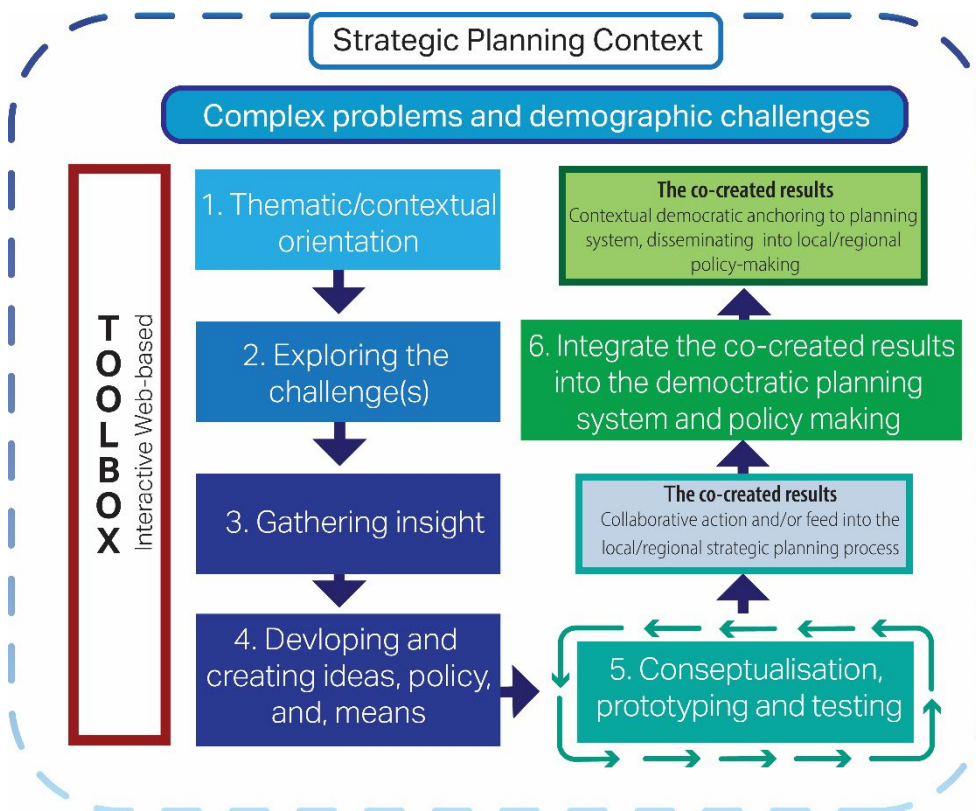 Strategic Planning Context
Complex problems and demographic challenges
TOOLBOX
Interactive Web-based
1. Thematic/contextual
orientation
2. Exploring the
challenge(s)
3. Gathering insight
4. Devloping and
creating ideas, policy,
and, means
5. Conseptualisation,
prototyping and testing
The co-created results
Collaborative action and/or feed into the
local/regional strategic planning process
6. Integrate the co-created results
into the democtratic planning
system and policy making
The co-created results
Contextual democratic anchoring to planning
system, disseminating into local/regional
policy-making